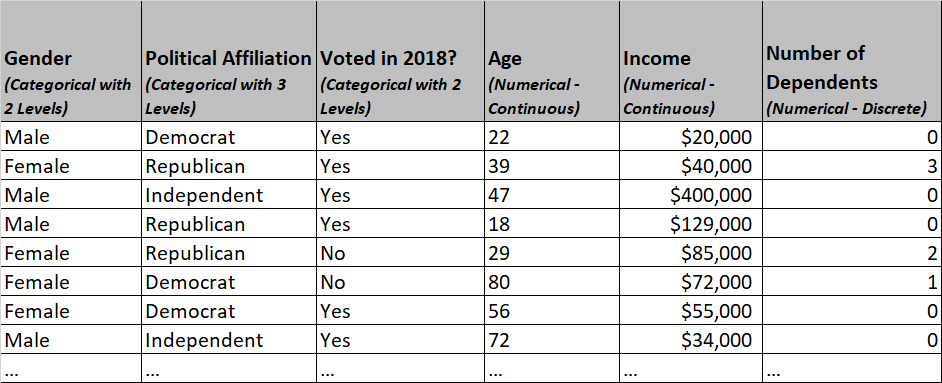 Gender Political Affiliation Voted in 2018? Age Income Number of Dependents
(Categorical with 2 Levels) (Categorical with 3 Levels) (Categorical with 2 Levels) (Numerical - Continuous) (Numerical - Continuous) (Numerical - Discrete)
Male Democrat Yes 22 $20,000 0
Female Republican Yes 39 $40,000 3
Male Independent Yes 47 $400,000 0
Male Republican Yes 18 $129,000 0
Female Republican No 29 $85,000 2
Female Democrat No 80 $72,000 1
Female Democrat Yes 56 $55,000 0
Male Independent Yes 72 $34,000 0
... ... ... ... ... ...